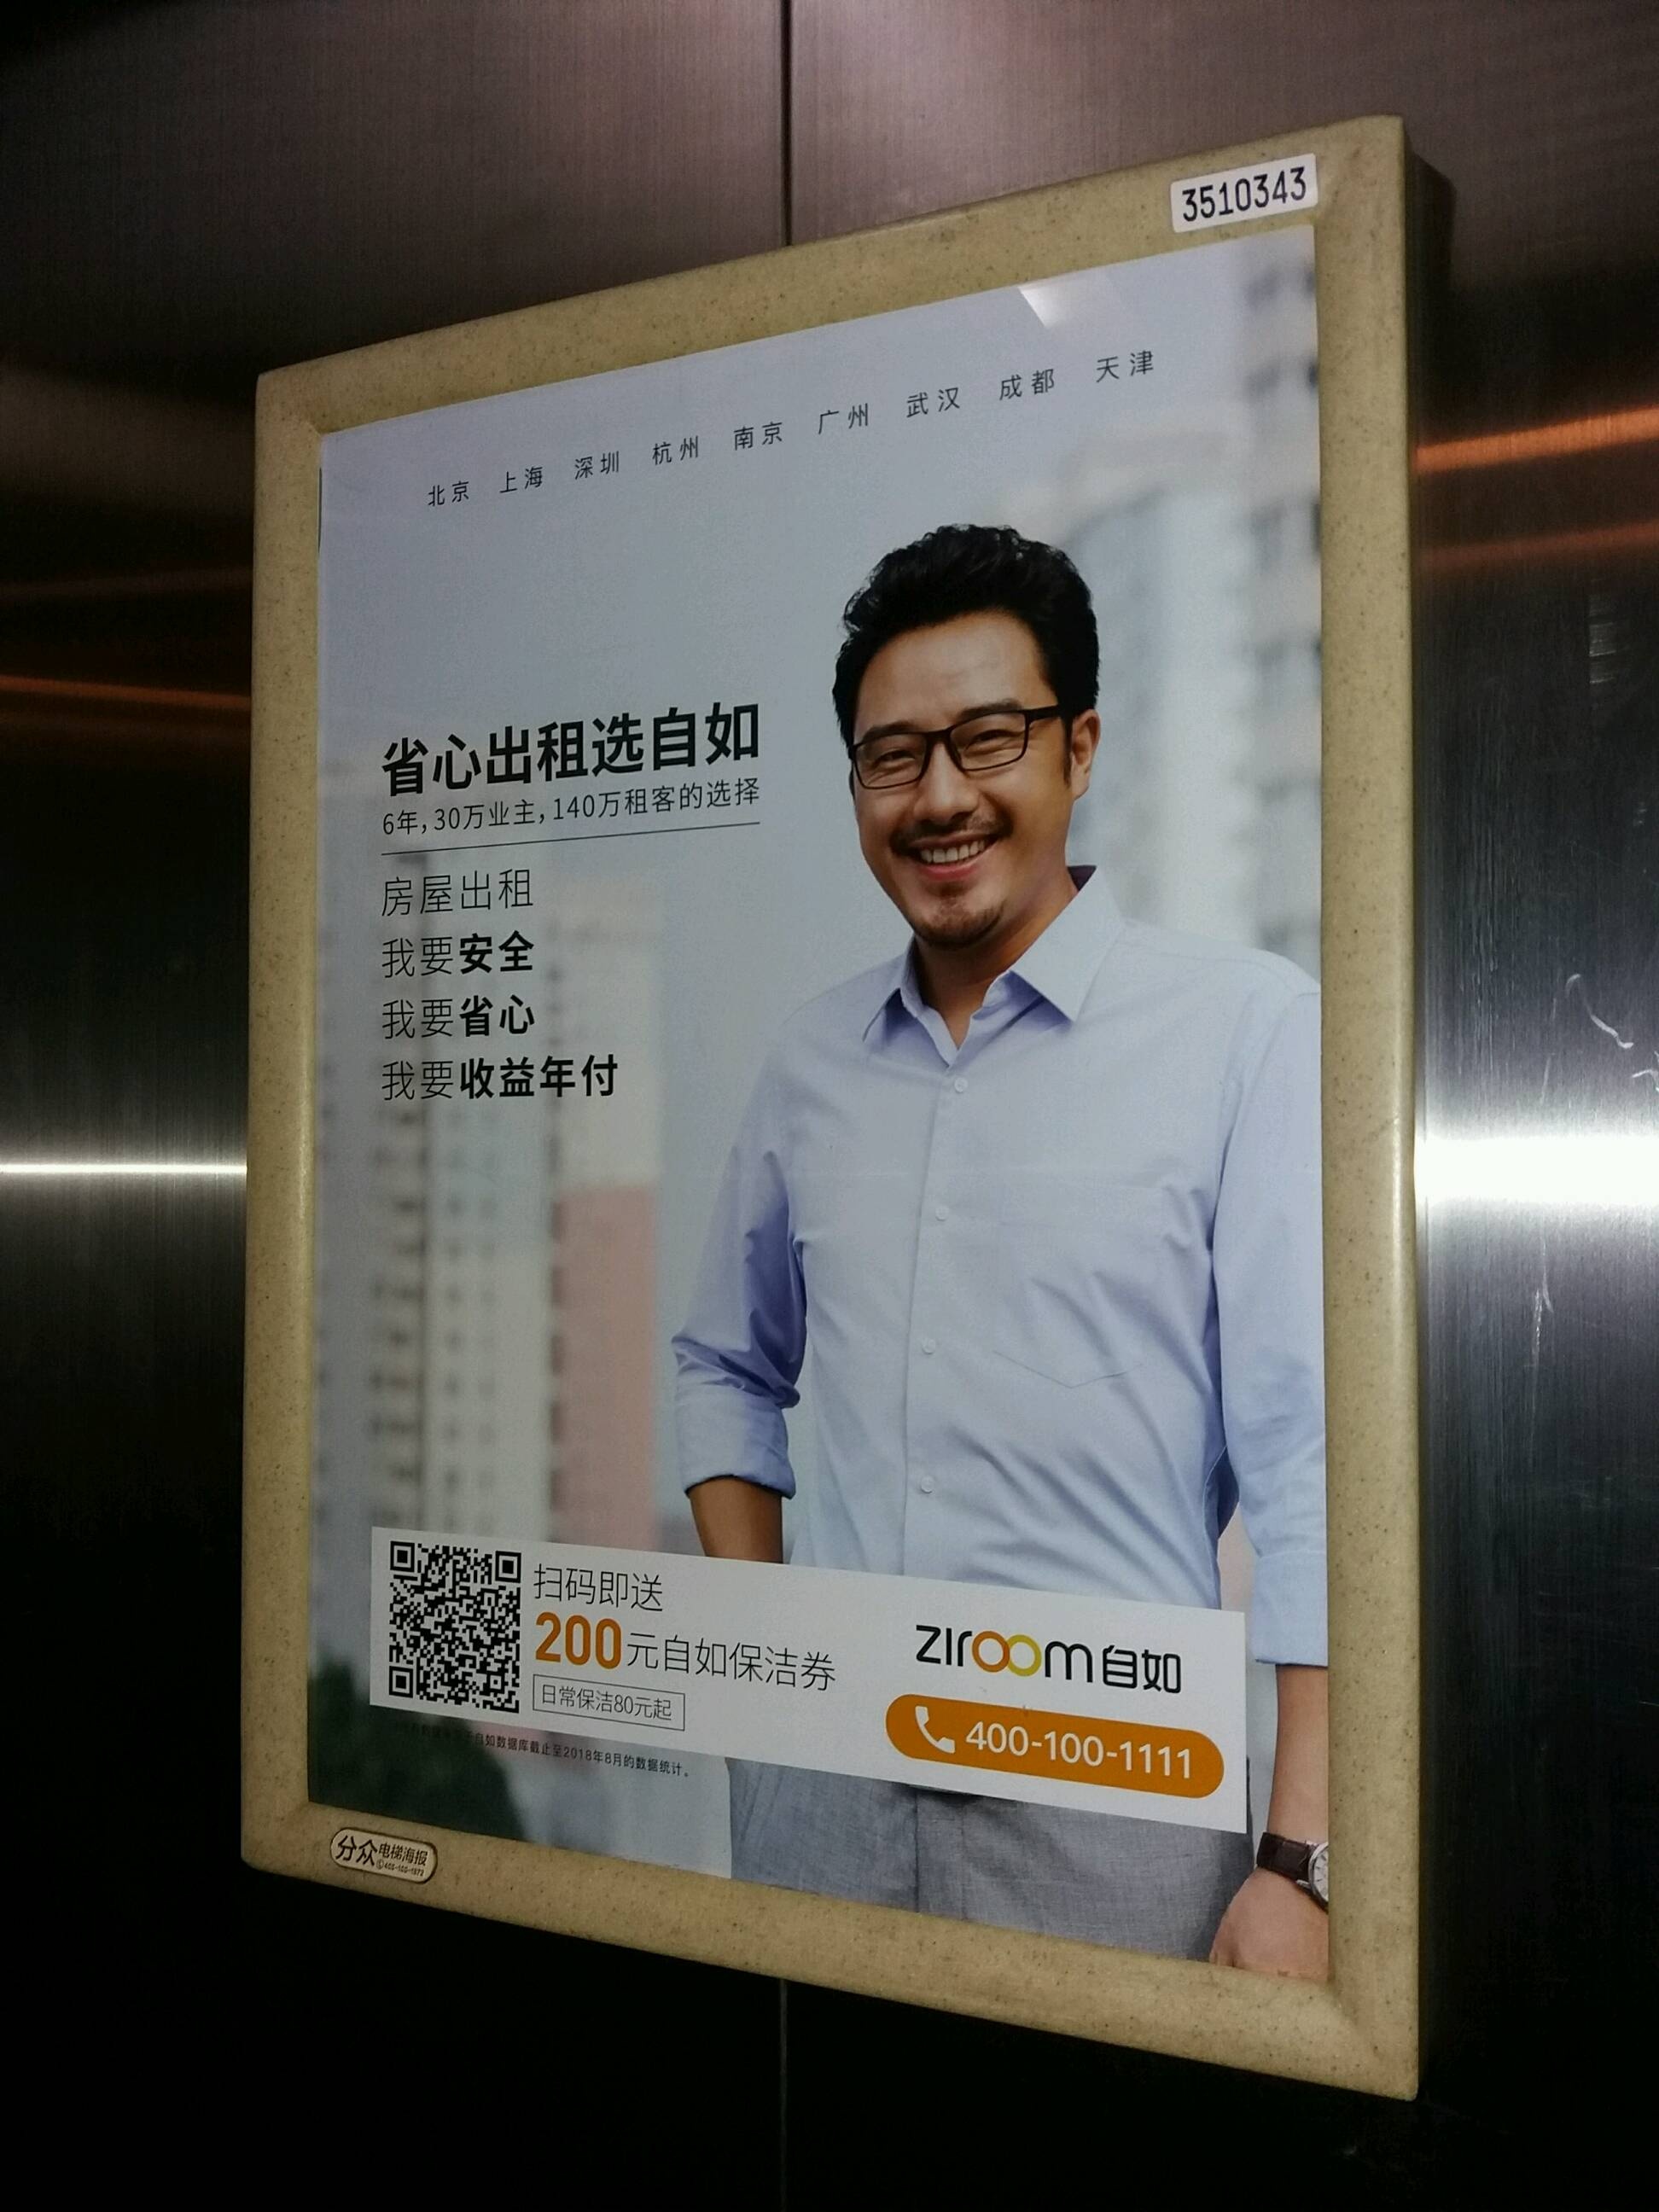 3510343
北京 上海 深圳 杭州 南京 广州 武汉 成都 天津
省心出租选自如
6年,30万业主,140万租客的选择
房屋出租
我要安全
我要省心
我要收益年付
扫码即送
200元自如保洁券
日常保洁80元起
ziroom自如
400-100-1111
自如数据库截止至2018年8月的数据统计。
分众电梯海报